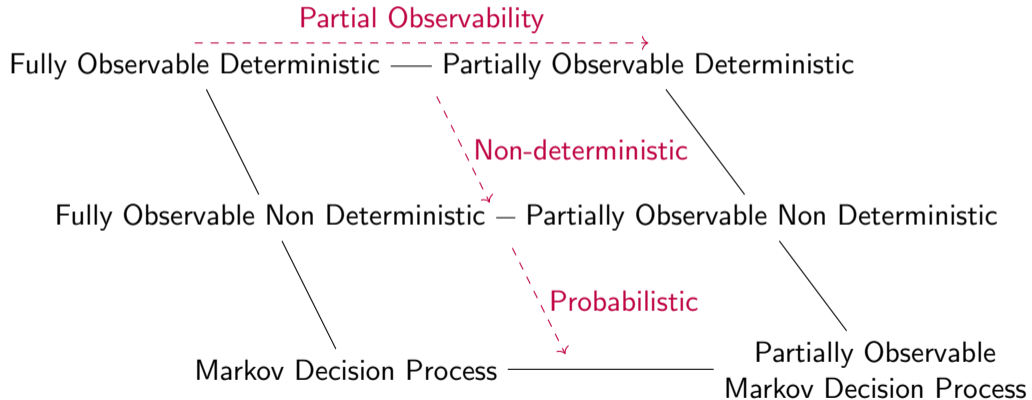 Partial Observability
Fully Observable Deterministic
Partially Observable Deterministic
Non-deterministic
Fully Observable Non Deterministic
Partially Observable Non Deterministic
Probabilistic
Markov Decision Process
Partially Observable
Markov Decision Process